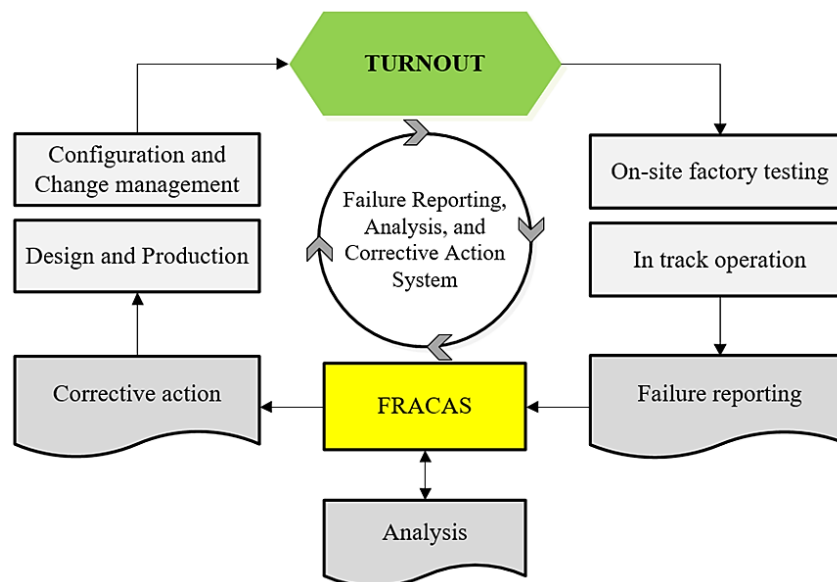 TURNOUT
Configuration and
Change management
On-site factory testing
Failure Reporting,
Analysis, and
Corrective Action
System
Design and Production
In track operation
Corrective action
FRACAS
Failure reporting
Analysis